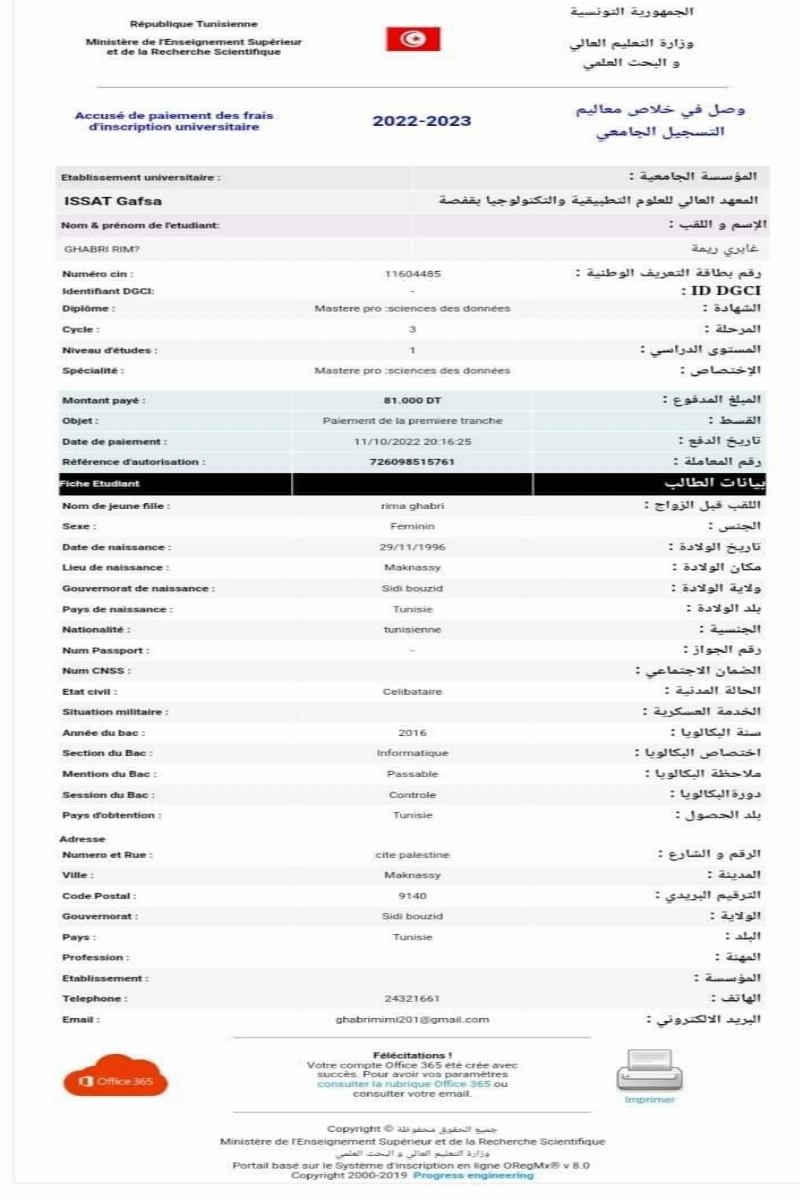 République Tunisienne
Ministère de l'Enseignement Supérieur
et de la Recherche Scientifique
الجمهورية التونسية
وزارة التعليم العالي
و البحث العلمي
Accusé de paiement des frais
d'inscription universitaire
2022-2023
وصل في خلاص معاليم
التسجيل الجامعي
Etablissement universitaire : المؤسسة الجامعية :
ISSAT Gafsa المعهد العالي للعلوم التطبيقية والتكنولوجيا بقفصة
Nom & prénom de l'etudiant: الإسم و اللقب :
GHABRI RIM? غابري ريمة
Numéro cin : 11604485 رقم بطاقة التعريف الوطنية :
Identifiant DGCI: - ID DGCI :
Diplôme : Mastere pro :sciences des données الشهادة :
Cycle : 3 المرحلة :
Niveau d'études : 1 المستوى الدراسي :
Spécialité : Mastere pro :sciences des données الإختصاص :
Montant payé : 81.000 DT المبلغ المدفوع :
Objet : Paiement de la premiere tranche القسط :
Date de paiement : 11/10/2022 20:16:25 تاريخ الدفع :
Référence d'autorisation : 726098515761 رقم المعاملة :
Fiche Etudiant بيانات الطالب
Nom de jeune fille : rima ghabri اللقب قبل الزواج :
Sexe : Feminin الجنس :
Date de naissance : 29/11/1996 تاريخ الولادة :
Lieu de naissance : Maknassy مكان الولادة :
Gouvernorat de naissance : Sidi bouzid ولاية الولادة :
Pays de naissance : Tunisie بلد الولادة :
Nationalité : tunisienne الجنسية :
Num Passport : - رقم الجواز :
Num CNSS : الضمان الاجتماعي :
Etat civil : Celibataire الحالة المدنية :
Situation militaire : الخدمة العسكرية :
Année du bac : 2016 سنة البكالويا :
Section du Bac : Informatique اختصاص البكالويا :
Mention du Bac : Passable ملاحظة البكالويا :
Session du Bac : Controle دورةالبكالويا :
Pays d'obtention : Tunisie بلد الحصول :
Adresse
Numero et Rue : cite palestine الرقم و الشارع :
Ville : Maknassy المدينة :
Code Postal : 9140 الترقيم البريدي :
Gouvernorat : Sidi bouzid الولاية :
Pays : Tunisie البلد :
Profession : المهنة :
Etablissement : المؤسسة :
Telephone : 24321661 الهاتف :
Email : ghabrimimi201@gmail.com البريد الالكتروني :
Office 365
Félécitations !
Votre compte Office 365 été crée avec
succès. Pour avoir vos paramètres
consulter la rubrique Office 365 ou
consulter votre email.
Imprimer
Copyright © جميع الحقوق محفوظة
Ministère de l'Enseignement Supérieur et de la Recherche Scientifique
وزارة التعليم العالي و البحث العلمي
Portail basé sur le Système d'inscription en ligne ORegMx® v 8.0
Copyright 2000-2019 Progress engineering